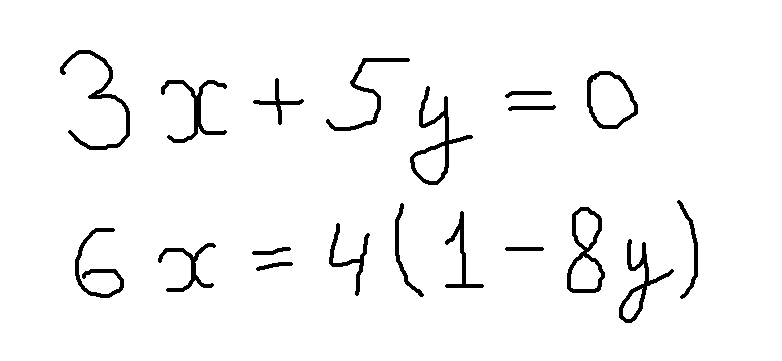 3x + 5y = 0
6x = 4(1 - 8y)